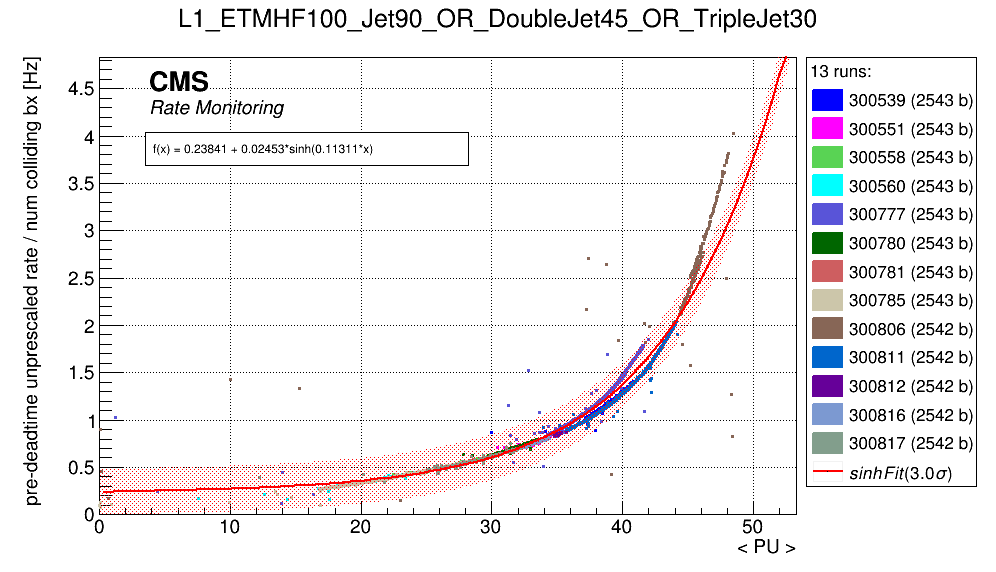 L1_ETMHF100_Jet90_OR_DoubleJet45_OR_TripleJet30
pre-deadtime unprescaled rate / num colliding bx [Hz]
CMS
Rate Monitoring
f(x) = 0.23841 + 0.02453*sinh(0.11311*x)
4.5
4
3.5
3
2.5
2
1.5
1
0.5
0
0 10 20 30 40 50
< PU >
13 runs:
300539 (2543 b)
300551 (2543 b)
300558 (2543 b)
300560 (2543 b)
300777 (2543 b)
300780 (2543 b)
300781 (2543 b)
300785 (2543 b)
300806 (2542 b)
300811 (2542 b)
300812 (2542 b)
300816 (2542 b)
300817 (2542 b)
sinhFit(3.0σ)